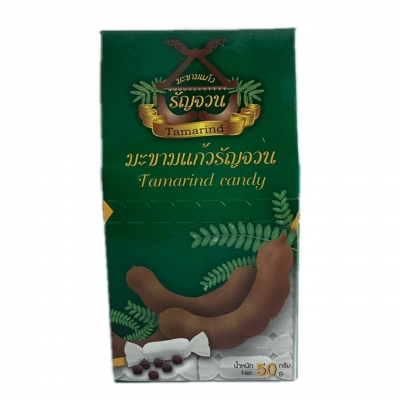 มะขามแก้ว
รัญจวน
Tamarind
มะขามแก้วรัญจวน
Tamarind candy
น้ำหนัก 50 กรัม
Net. 50 g.